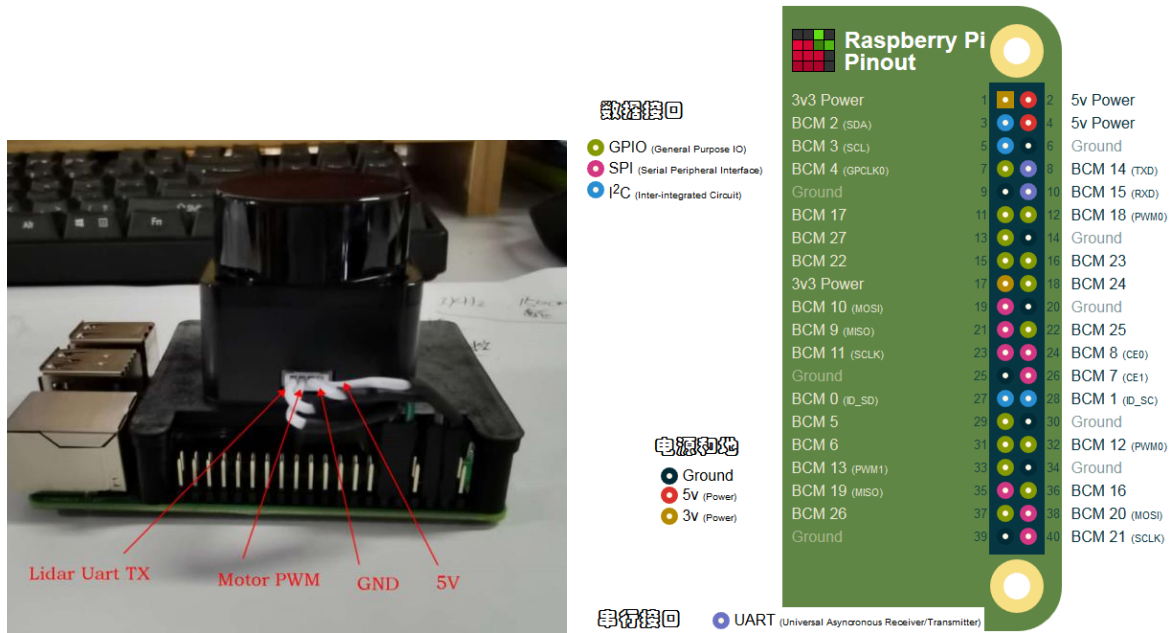 Alt
Fn
Lidar Uart TX
Motor PWM
GND
5V
数据接口
GPIO (General Purpose IO)
SPI (Serial Peripheral Interface)
I²C (Inter-integrated Circuit)
电源和地
Ground
5v (Power)
3v (Power)
串行接口
UART (Universal Asyncronous Receiver/Transmitter)
Raspberry Pi
Pinout
3v3 Power 1 2 5v Power
BCM 2 (SDA) 3 4 5v Power
BCM 3 (SCL) 5 6 Ground
BCM 4 (GPCLK0) 7 8 BCM 14 (TXD)
Ground 9 10 BCM 15 (RXD)
BCM 17 11 12 BCM 18 (PWM0)
BCM 27 13 14 Ground
BCM 22 15 16 BCM 23
3v3 Power 17 18 BCM 24
BCM 10 (MOSI) 19 20 Ground
BCM 9 (MISO) 21 22 BCM 25
BCM 11 (SCLK) 23 24 BCM 8 (CE0)
Ground 25 26 BCM 7 (CE1)
BCM 0 (ID_SD) 27 28 BCM 1 (ID_SC)
BCM 5 29 30 Ground
BCM 6 31 32 BCM 12 (PWM0)
BCM 13 (PWM1) 33 34 Ground
BCM 19 (MISO) 35 36 BCM 16
BCM 26 37 38 BCM 20 (MOSI)
Ground 39 40 BCM 21 (SCLK)